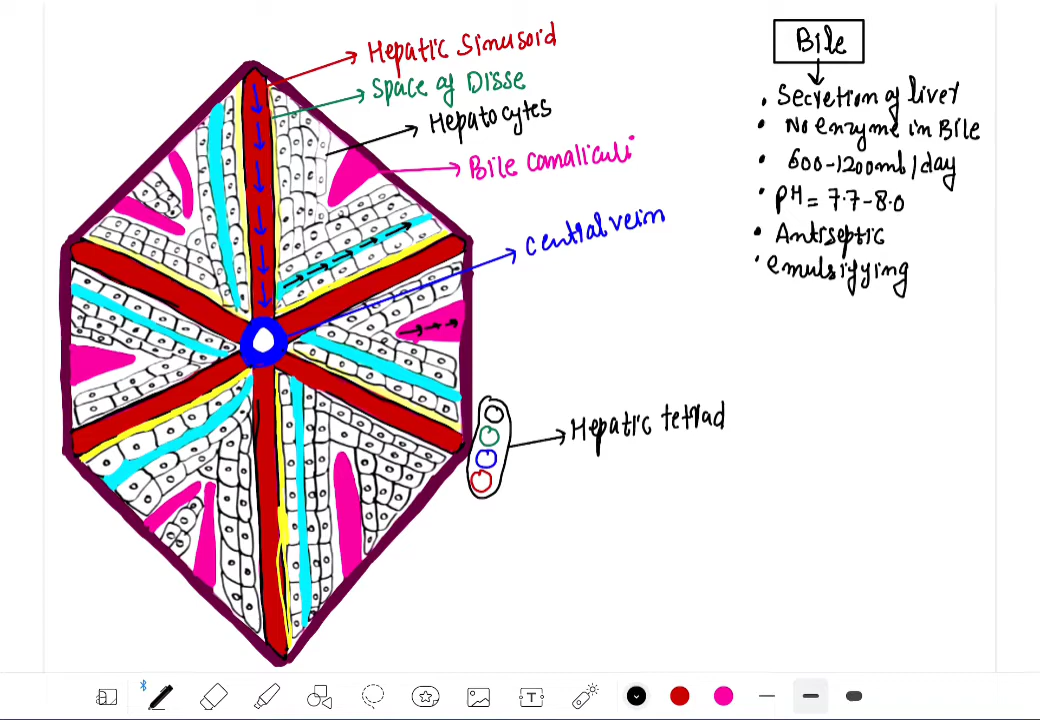 Hepatic Sinusoid
Space of Disse
Hepatocytes
Bile canaliculi
central vein
Hepatic tetrad
Bile
• Secretion of liver
• No enzyme in Bile
• 600-1200ml/day
• PH = 7.7-8.0
• Antiseptic
• emulsifying
T